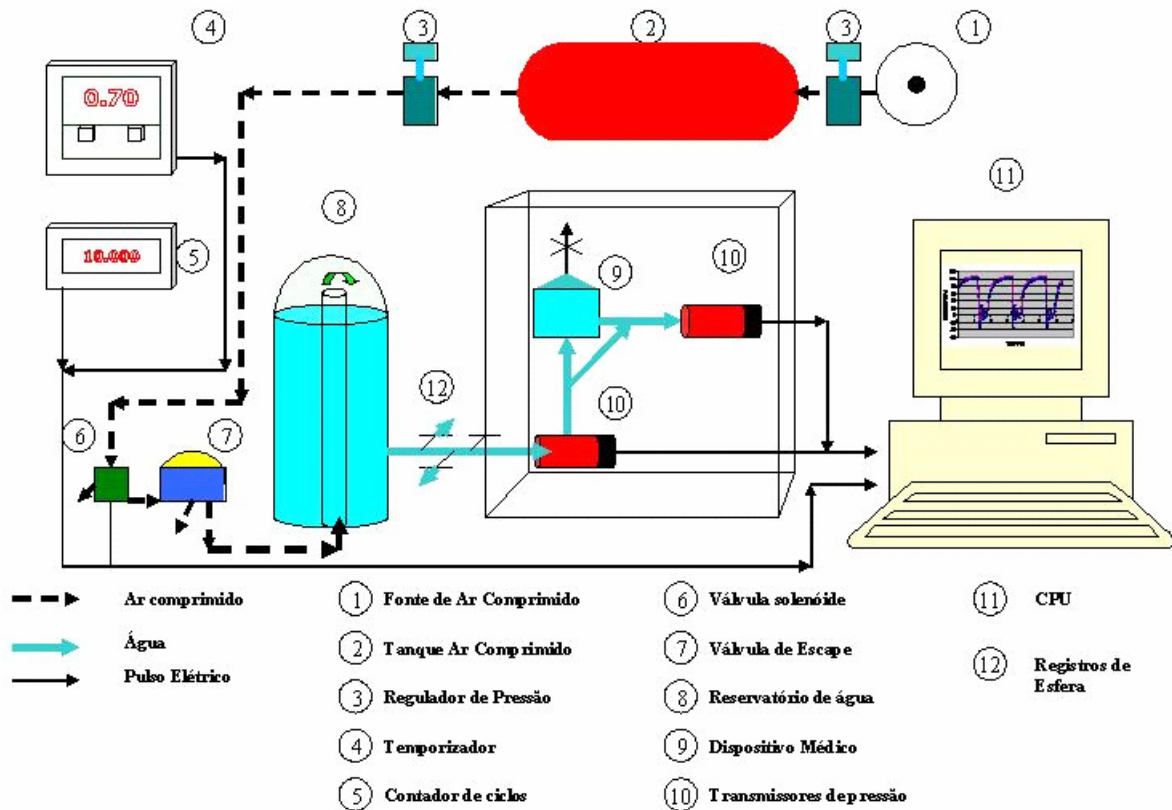 4
3
2
3
1
0.70
11
8
10.000
5
9
10
12
10
6
7
Ar comprimido
Água
Pulso Elétrico
1 Fonte de Ar Comprimido
2 Tanque Ar Comprimido
3 Regulador de Pressão
4 Temporizador
5 Contador de ciclos
6 Válvula solenóide
7 Válvula de Escape
8 Reservatório de água
9 Dispositivo Médico
10 Transmissores de pressão
11 CPU
12 Registros de
Esfera